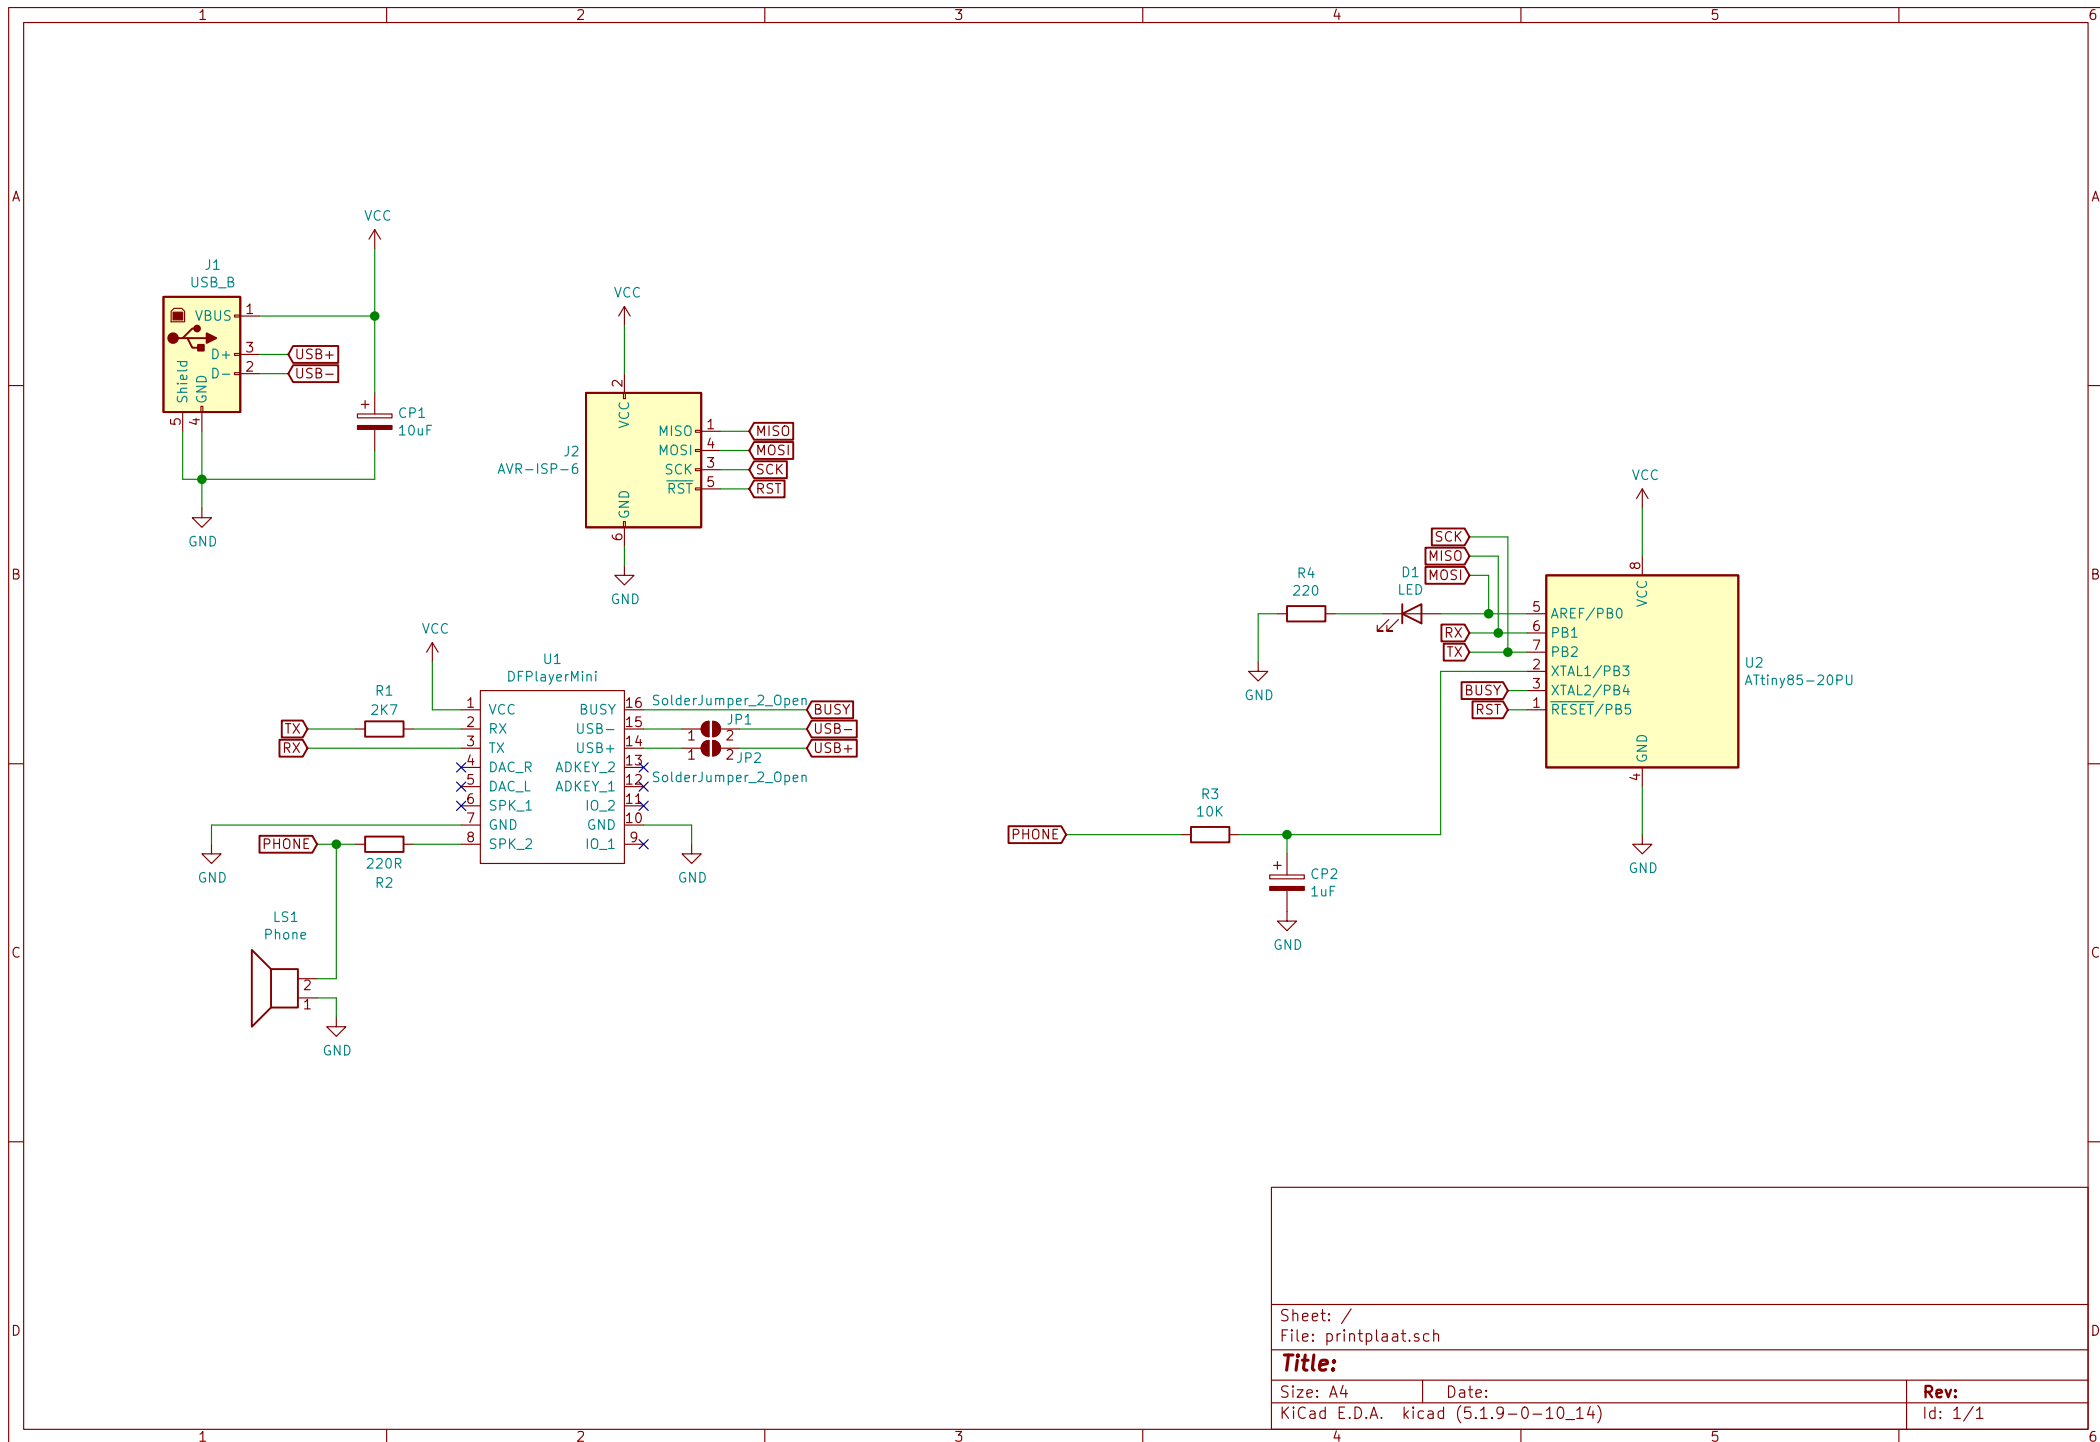 1 2 3 4 5 6
A A
B B
C C
D D
VCC
J1
USB_B
VBUS 1
D+ 3 USB+
D- 2 USB-
Shield GND
5 4
+ CP1
10uF
GND
VCC
2
VCC
J2
AVR-ISP-6
MISO 1 MISO
MOSI 4 MOSI
SCK 3 SCK
RST 5 RST
GND
6
GND
VCC
U1
DFPlayerMini
R1
2K7
TX
RX
1 VCC
2 RX
3 TX
4 DAC_R
5 DAC_L
6 SPK_1
7 GND
8 SPK_2
BUSY 16
USB- 15
USB+ 14
ADKEY_2 13
ADKEY_1 12
IO_2 11
GND 10
IO_1 9
SolderJumper_2_Open
BUSY
JP1
1 2 USB-
1 2 USB+
JP2
SolderJumper_2_Open
GND
PHONE
220R
R2
GND
GND
LS1
Phone
2
1
GND
VCC
SCK
MISO
MOSI
R4
220
D1
LED
GND
RX
TX
BUSY
RST
8
VCC
5 AREF/PB0
6 PB1
7 PB2
2 XTAL1/PB3
3 XTAL2/PB4
1 RESET/PB5
GND
4
U2
ATtiny85-20PU
GND
PHONE
R3
10K
+ CP2
1uF
GND
Sheet: /
File: printplaat.sch
Title:
Size: A4 Date: Rev:
KiCad E.D.A. kicad (5.1.9-0-10_14) Id: 1/1
1 2 3 4 5 6